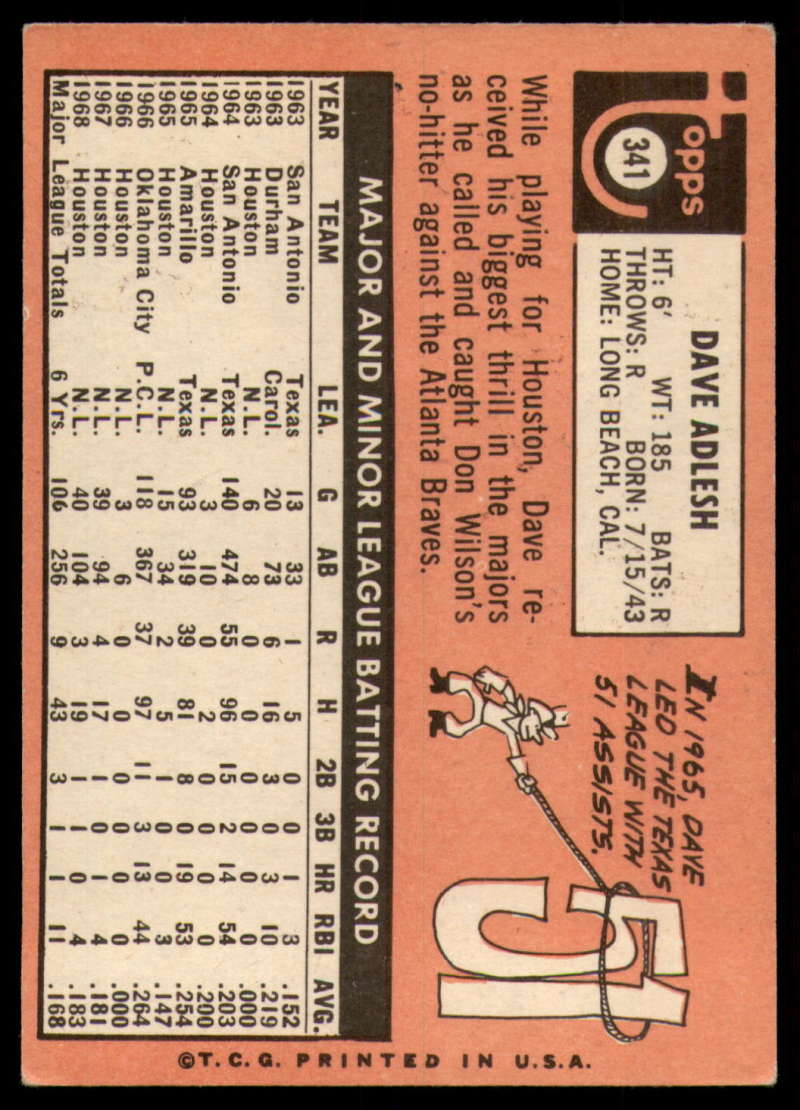 Topps
341
DAVE ADLESH
HT: 6' WT: 185 BATS: R
THROWS: R BORN: 7/15/43
HOME: LONG BEACH, CAL.
IN 1965, DAVE
LED THE TEXAS
LEAGUE WITH
51 ASSISTS.
51
While playing for Houston, Dave re-
ceived his biggest thrill in the majors
as he called and caught Don Wilson's
no-hitter against the Atlanta Braves.
MAJOR AND MINOR LEAGUE BATTING RECORD
YEAR TEAM LEA. G AB R H 2B 3B HR RBI AVG.
1963 San Antonio Texas 13 33 1 5 0 0 1 3 .152
1963 Durham Carol. 20 73 6 16 3 0 3 10 .219
1963 Houston N.L. 6 8 0 0 0 0 0 0 .000
1964 San Antonio Texas 140 474 55 96 15 2 14 54 .203
1964 Houston N.L. 3 10 0 2 0 0 0 0 .200
1965 Amarillo Texas 93 319 39 81 8 0 19 53 .254
1965 Houston N.L. 15 34 2 5 1 0 0 3 .147
1966 Oklahoma City P.C.L. 118 367 37 97 11 3 13 44 .264
1966 Houston N.L. 3 6 0 0 0 0 0 0 .000
1967 Houston N.L. 39 94 4 17 1 0 1 4 .181
1968 Houston N.L. 40 104 3 19 1 1 0 4 .183
Major League Totals 6 Yrs. 106 256 9 43 3 1 1 11 .168
©T.C.G. PRINTED IN U.S.A.